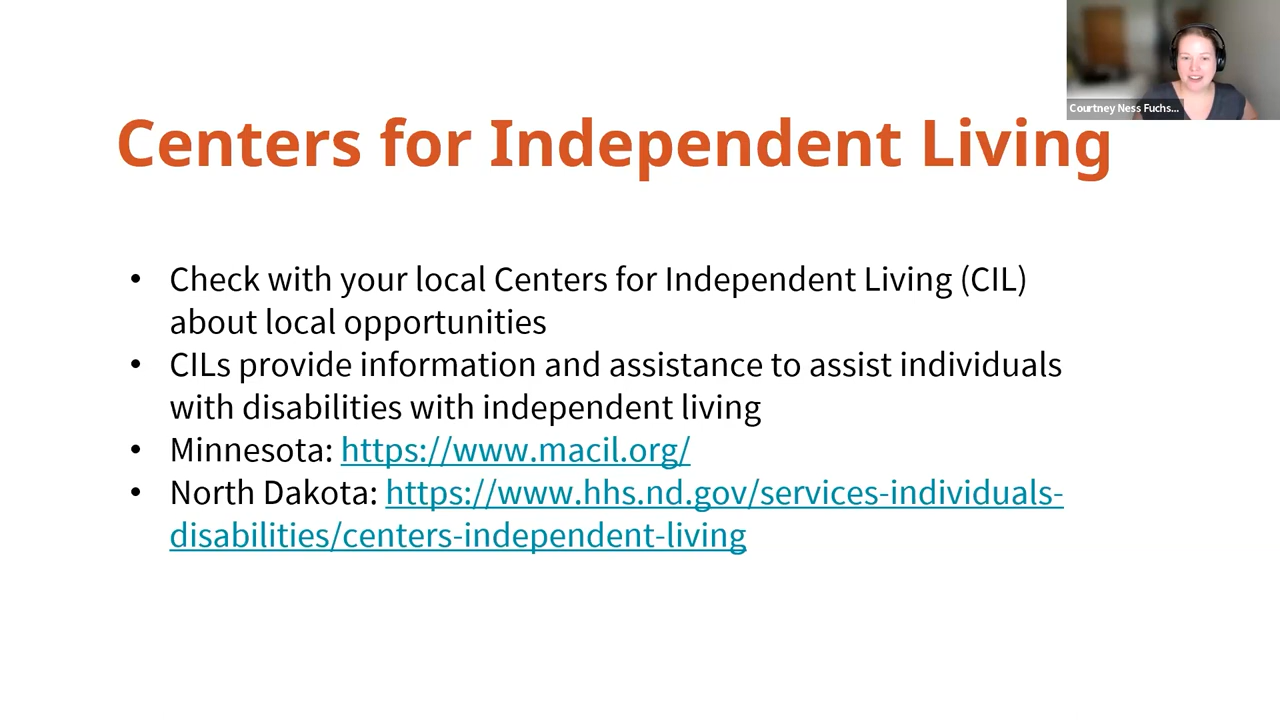 Courtney Ness Fuchs...
Centers for Independent Living
• Check with your local Centers for Independent Living (CIL)
about local opportunities
• CILs provide information and assistance to assist individuals
with disabilities with independent living
• Minnesota: https://www.macil.org/
• North Dakota: https://www.hhs.nd.gov/services-individuals-
disabilities/centers-independent-living